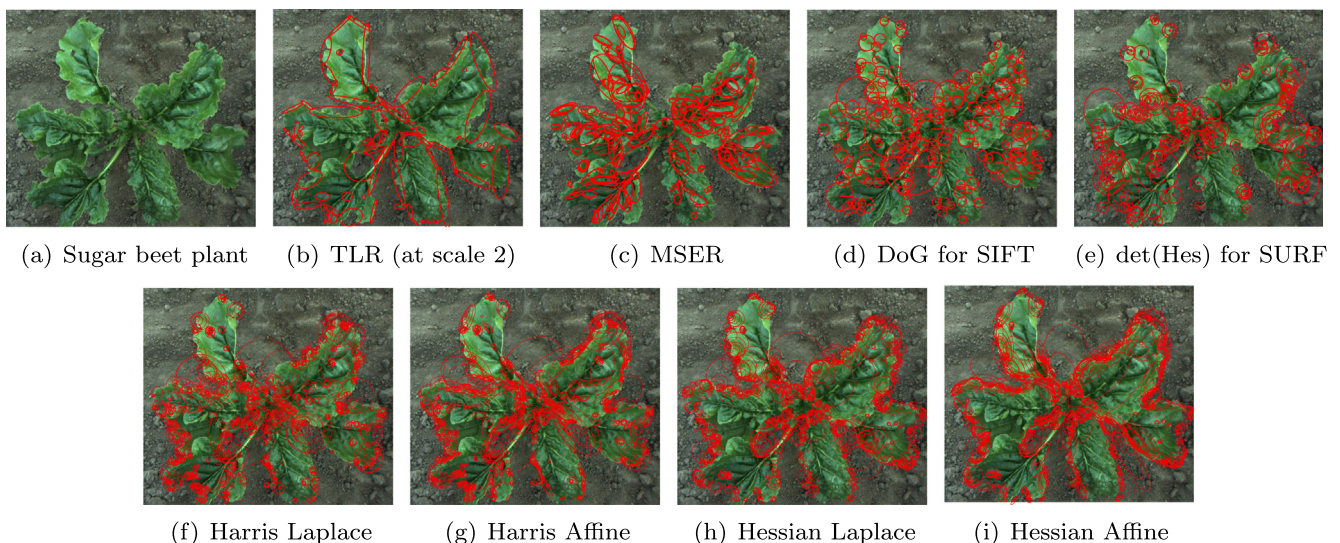 (a) Sugar beet plant
(b) TLR (at scale 2)
(c) MSER
(d) DoG for SIFT
(e) det(Hes) for SURF
(f) Harris Laplace
(g) Harris Affine
(h) Hessian Laplace
(i) Hessian Affine